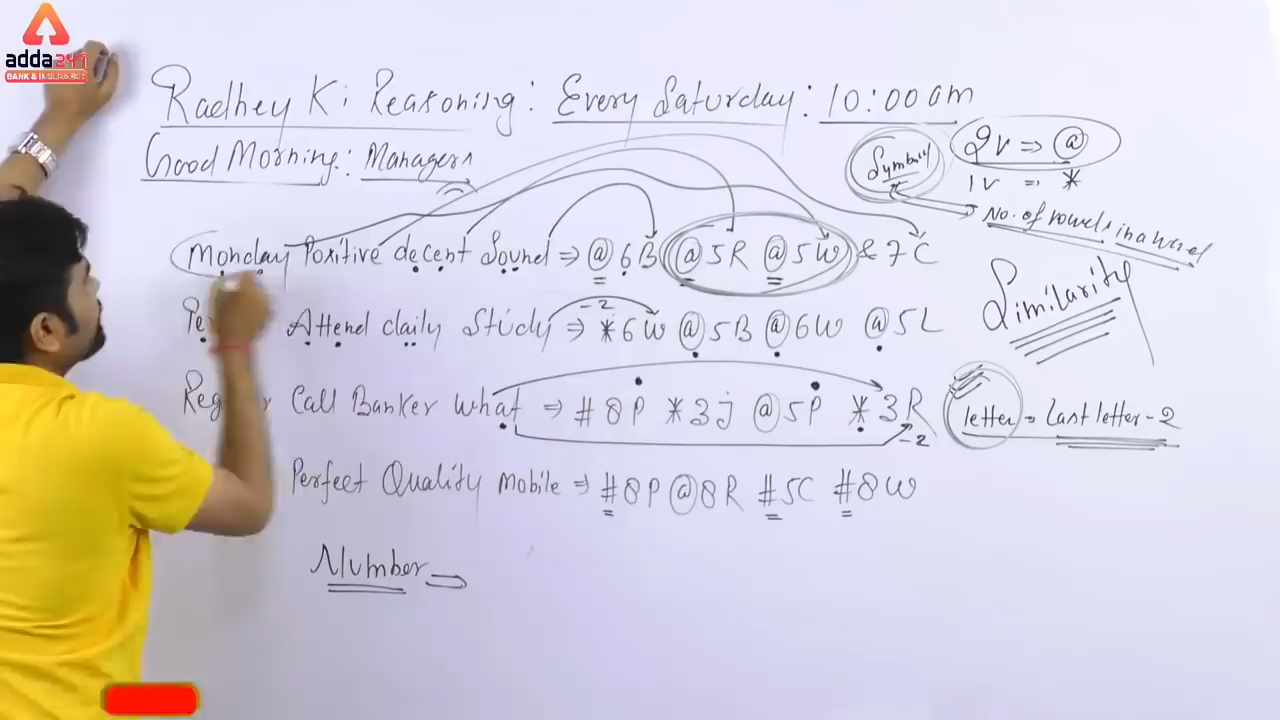 adda241
BANK & INSURANCE
Radhey Ki Reasoning: Every Saturday: 10:00 am
Good Morning: Managers
Symbol
2v ⇒ @
1v = *
No. of vowels in a word
Monday Positive decent Sound ⇒ @ 6B @ 5R @ 5W & 7C
Similarity
Attend daily Study ⇒ * 6W @ 5B @ 6W @ 5L
-2
Call Banker What ⇒ # 8P * 3J @ 5P * 3R
-2
letter = Last letter - 2
Perfect Quality Mobile ⇒ # 8P @ 8R # 5C # 8W
Number ⇒